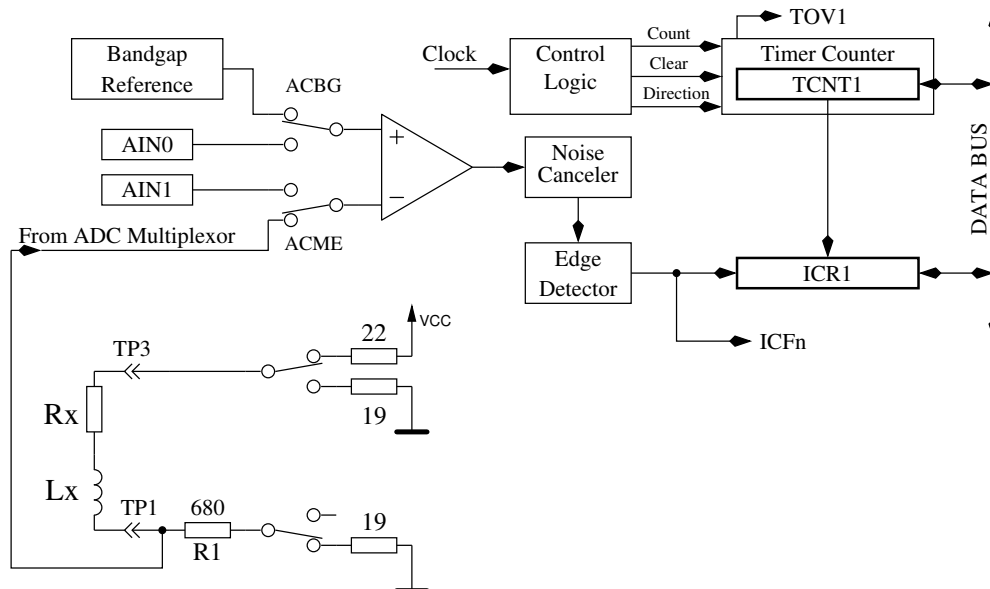 TOV1
Bandgap
Reference
Clock
Control
Logic
Count
Clear
Direction
Timer Counter
TCNT1
ACBG
AIN0
AIN1
+
−
Noise
Canceler
DATA BUS
From ADC Multiplexor
ACME
Edge
Detector
ICR1
ICFn
VCC
22
TP3
19
Rx
Lx
TP1
680
R1
19